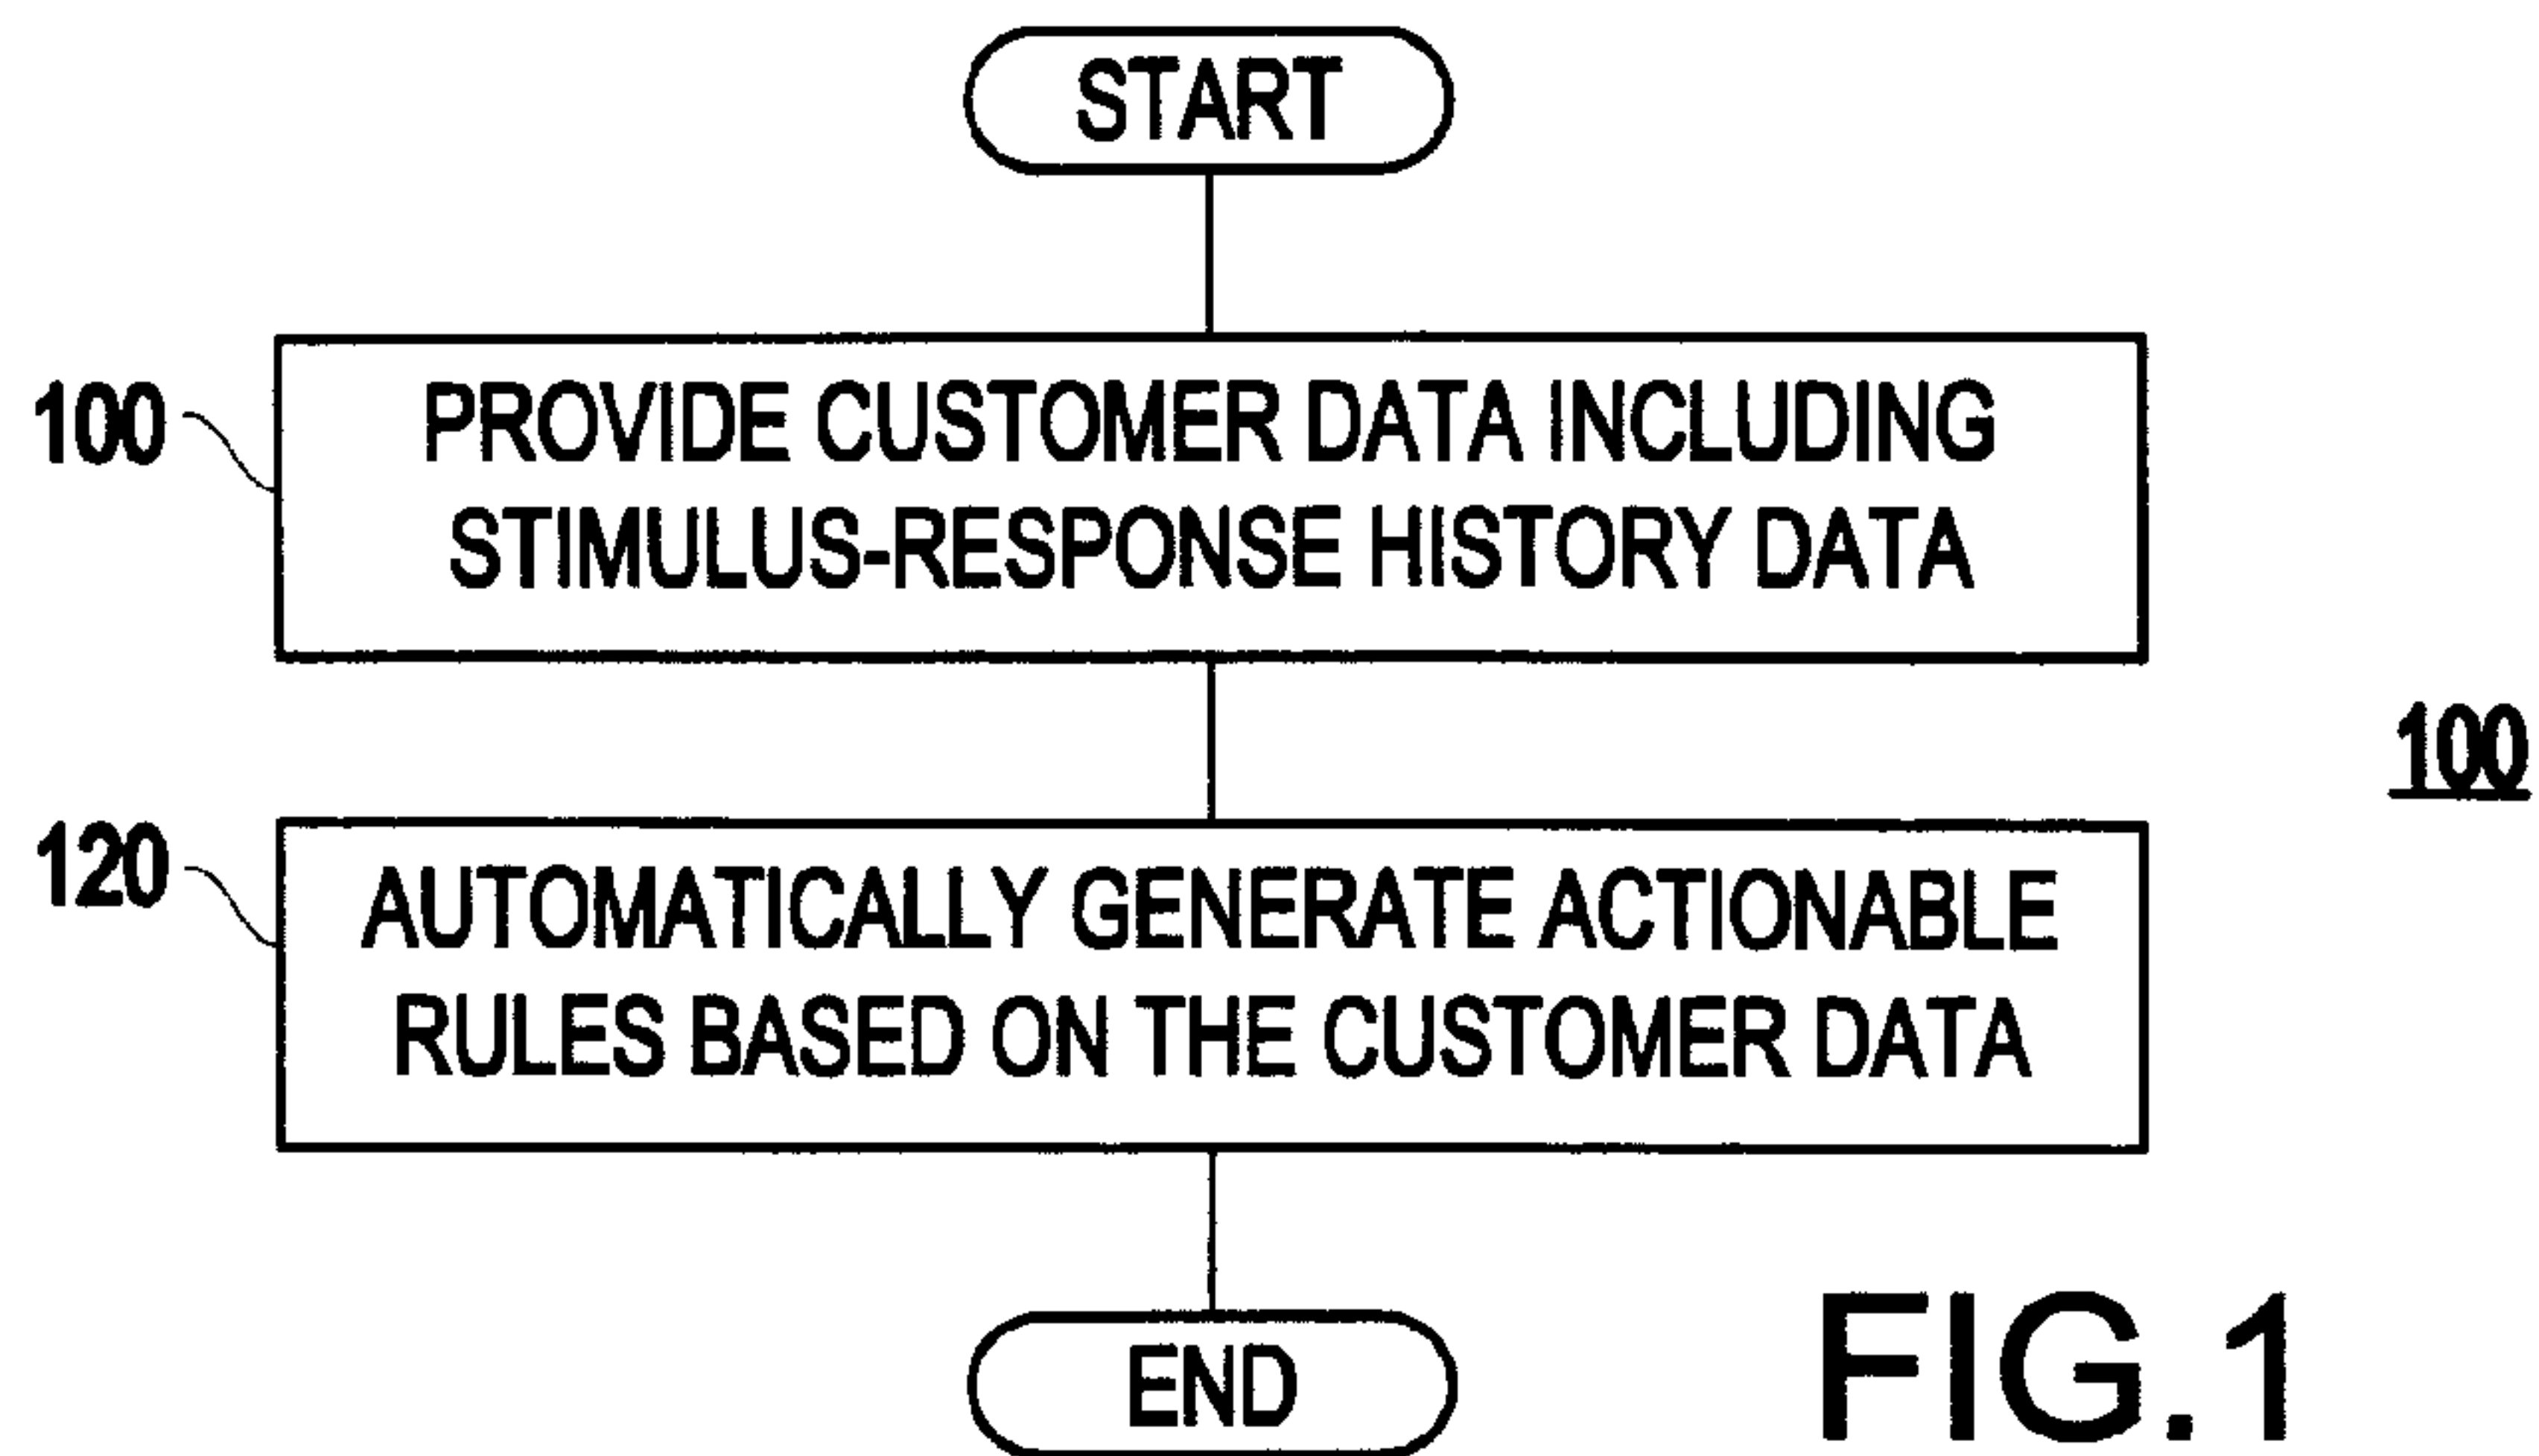 START
100
PROVIDE CUSTOMER DATA INCLUDING
STIMULUS-RESPONSE HISTORY DATA
100
120
AUTOMATICALLY GENERATE ACTIONABLE
RULES BASED ON THE CUSTOMER DATA
END
FIG.1